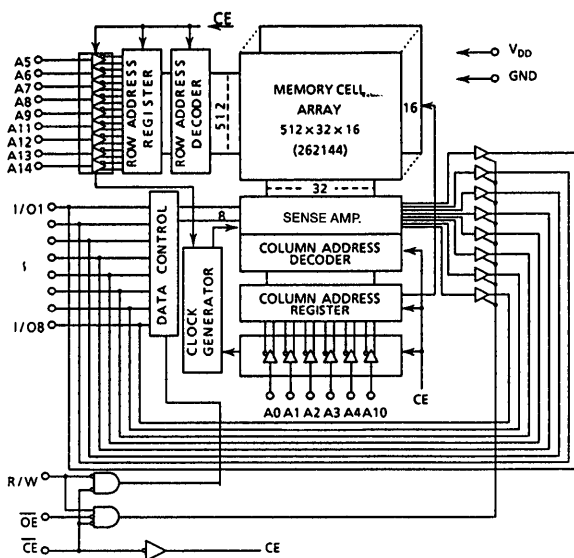 CE
V_DD
GND
A5
A6
A7
A8
A9
A11
A12
A13
A14
ROW ADDRESS
REGISTER
ROW ADDRESS
DECODER
512
MEMORY CELL
ARRAY
512 × 32 × 16
(262144)
16
32
I/O1
I/O8
DATA CONTROL
8
SENSE AMP.
COLUMN ADDRESS
DECODER
CLOCK
GENERATOR
COLUMN ADDRESS
REGISTER
A0 A1 A2 A3 A4 A10
CE
R/W
OE
CE
CE